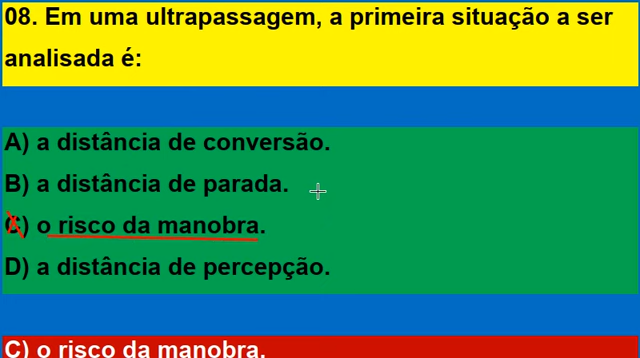 08. Em uma ultrapassagem, a primeira situação a ser
analisada é:
A) a distância de conversão.
B) a distância de parada.
C) o risco da manobra.
D) a distância de percepção.
C) o risco da manobra.